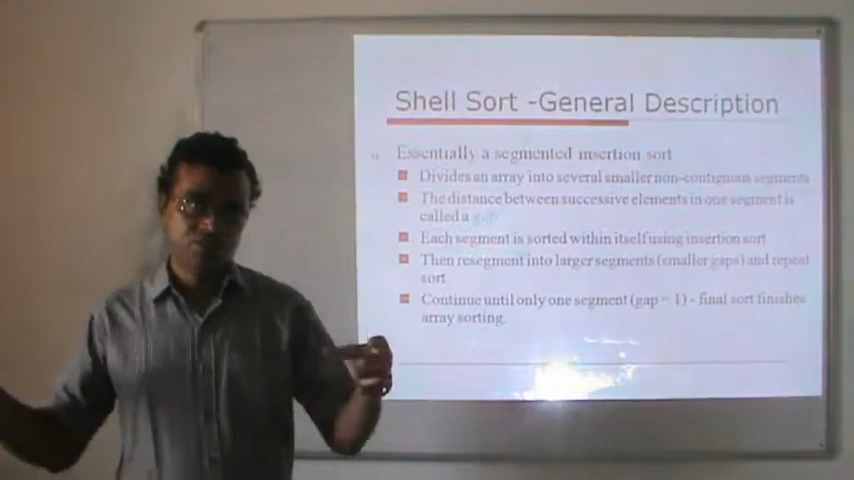 Shell Sort -General Description
Essentially a segmented insertion sort
Divides an array into several smaller non-contiguous segments
The distance between successive elements in one segment is
called a gap
Each segment is sorted within itself using insertion sort
Then resegment into larger segments (smaller gaps) and repeat
sort
Continue until only one segment (gap = 1) - final sort finishes
array sorting.